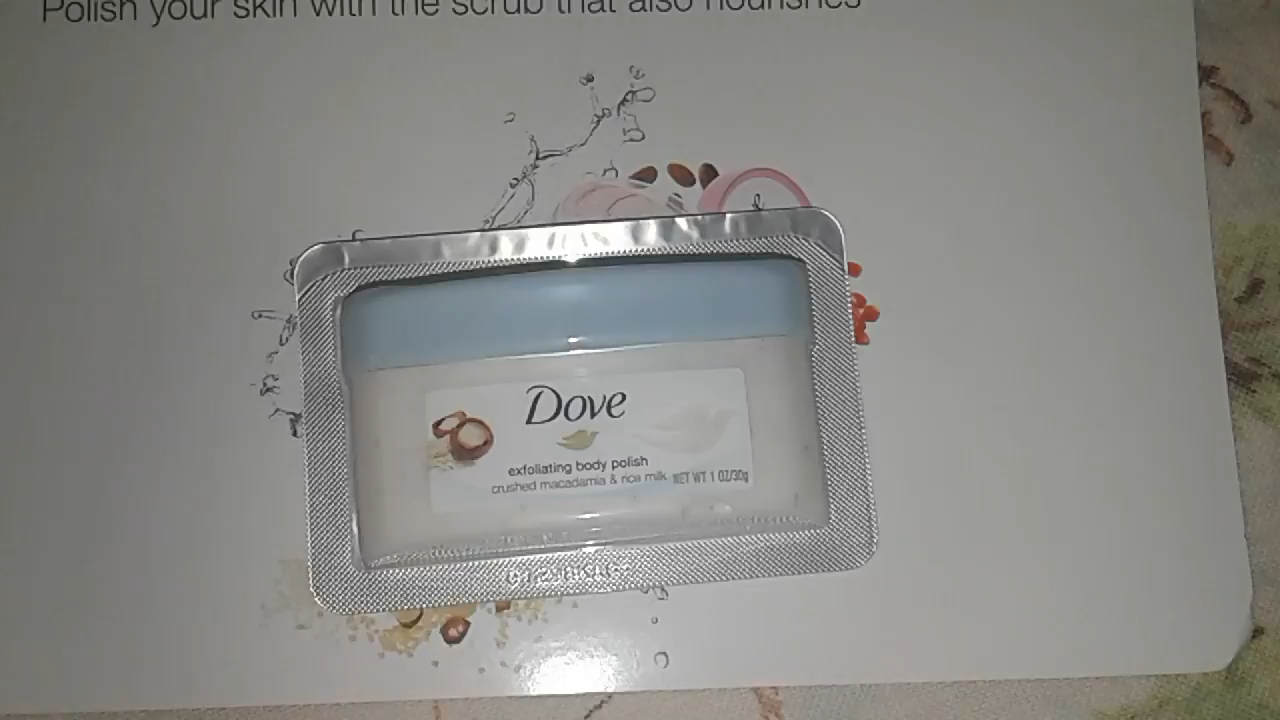 Polish your skin with the scrub that also nourishes
Dove
exfoliating body polish
crushed macadamia & rice milk NET WT 1 OZ/30g